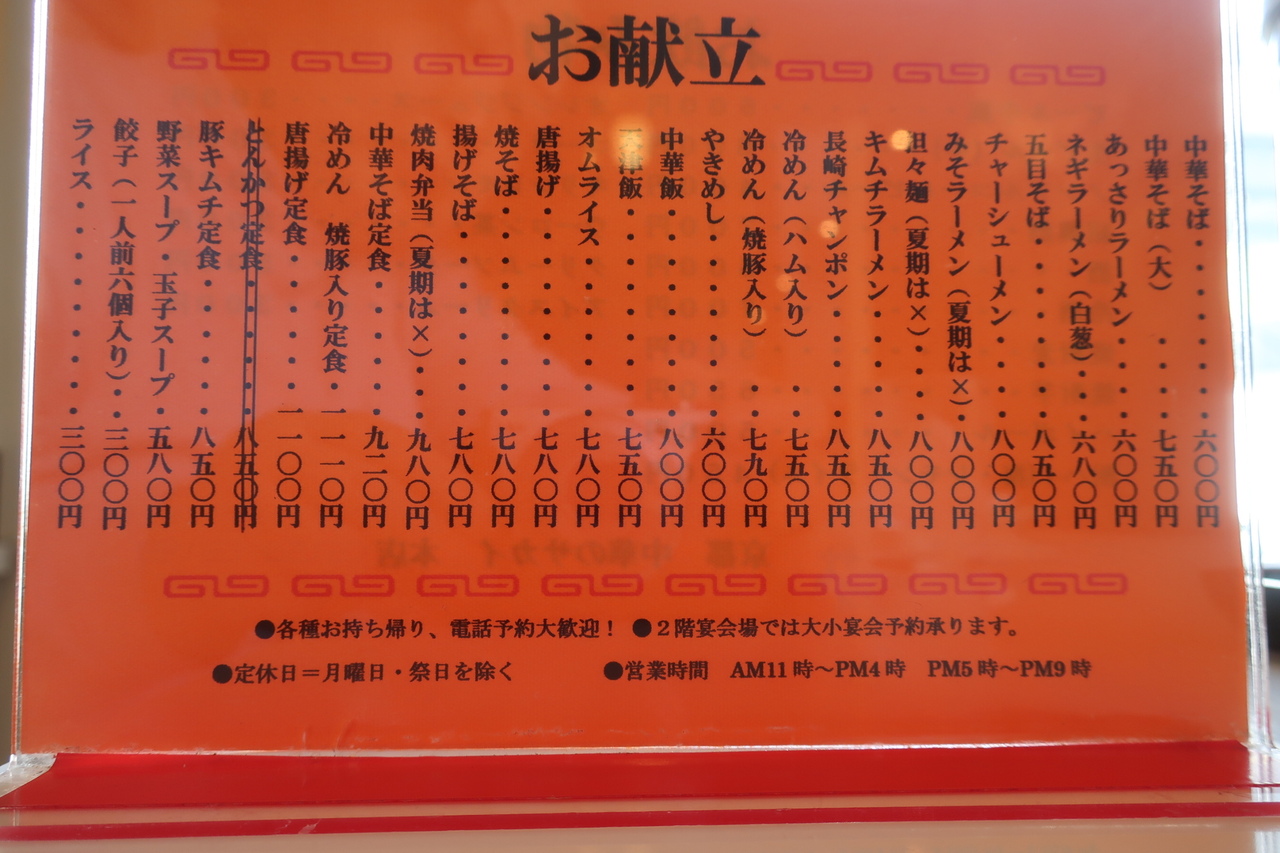 お献立
中華そば・・・・・・・・六〇〇円
中華そば（大）・・・・七五〇円
あっさりラーメン・・・・六〇〇円
ネギラーメン（白葱）・・・六八〇円
五目そば・・・・・・・・八五〇円
チャーシューメン・・・・八〇〇円
みそラーメン（夏期は×）・八〇〇円
担々麺（夏期は×）・・・・八〇〇円
キムチラーメン・・・・・八五〇円
長崎チャンポン・・・・・八五〇円
冷めん（ハム入り）・・七五〇円
冷めん（焼豚入り）・・七九〇円
やきめし・・・・・・・・六〇〇円
中華飯・・・・・・・・・八〇〇円
天津飯・・・・・・・・・七五〇円
オムライス・・・・・・・七八〇円
唐揚げ・・・・・・・・・七八〇円
焼そば・・・・・・・・・七八〇円
揚げそば・・・・・・・・七八〇円
焼肉弁当（夏期は×）・・・九八〇円
中華そば定食・・・・・・九二〇円
冷めん　焼豚入り定食・一一一〇円
唐揚げ定食・・・・・・一一〇〇円
とんかつ定食・・・・・・八五〇円
豚キムチ定食・・・・・・八五〇円
野菜スープ・玉子スープ・五八〇円
餃子（一人前六個入り）・・三〇〇円
ライス・・・・・・・・・三〇〇円
●各種お持ち帰り、電話予約大歓迎！ ●２階宴会場では大小宴会予約承ります。
●定休日＝月曜日・祭日を除く ●営業時間　AM11時～PM4時　PM5時～PM9時